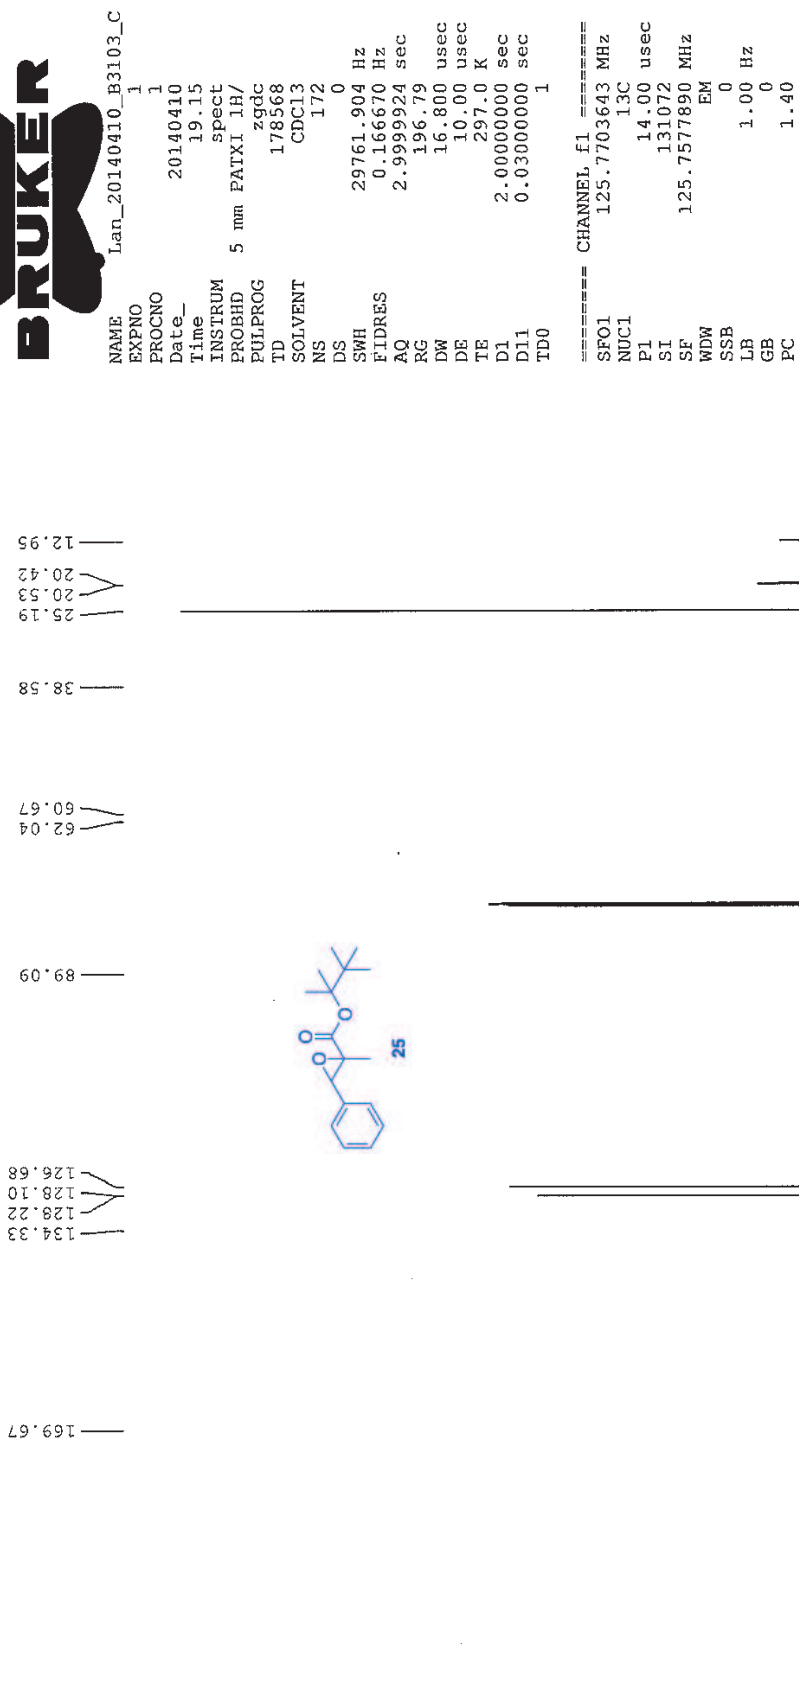 BRUKER
NAME Lan_20140410_B3103_C
EXPNO 1
PROCNO 1
Date_ 20140410
Time 19.15
INSTRUM spect
PROBHD 5 mm PATXI 1H/
PULPROG zgdc
TD 178568
SOLVENT CDCl3
NS 172
DS 0
SWH 29761.904 Hz
FIDRES 0.166670 Hz
AQ 2.9999924 sec
RG 196.79
DW 16.800 usec
DE 10.00 usec
TE 297.0 K
D1 2.00000000 sec
D11 0.03000000 sec
TD0 1
======== CHANNEL f1 ========
SFO1 125.7703643 MHz
NUC1 13C
P1 14.00 usec
SI 131072
SF 125.7577890 MHz
WDW EM
SSB 0
LB 1.00 Hz
GB 0
PC 1.40
169.67
134.33
128.22
128.10
126.68
89.09
62.04
60.67
38.58
25.19
20.53
20.42
12.95
O
O
O
25